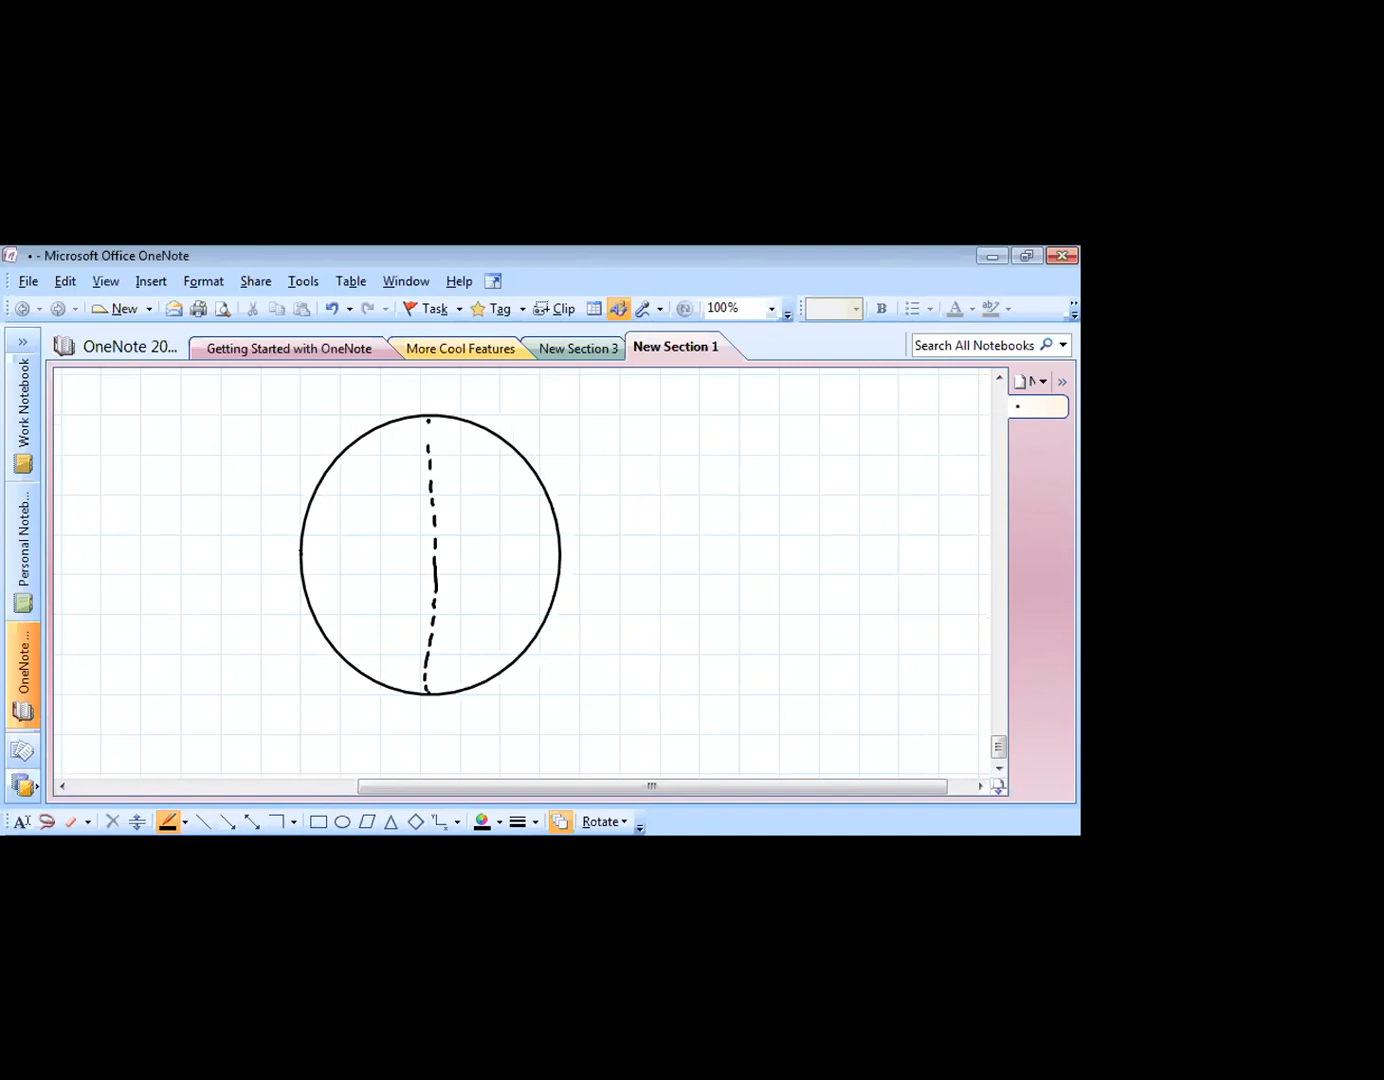 • - Microsoft Office OneNote
File Edit View Insert Format Share Tools Table Window Help
New Task Tag Clip 100% B A ab
OneNote 20... Getting Started with OneNote More Cool Features New Section 3 New Section 1 Search All Notebooks
Work Notebook
Personal Noteb...
OneNote...
A Rotate